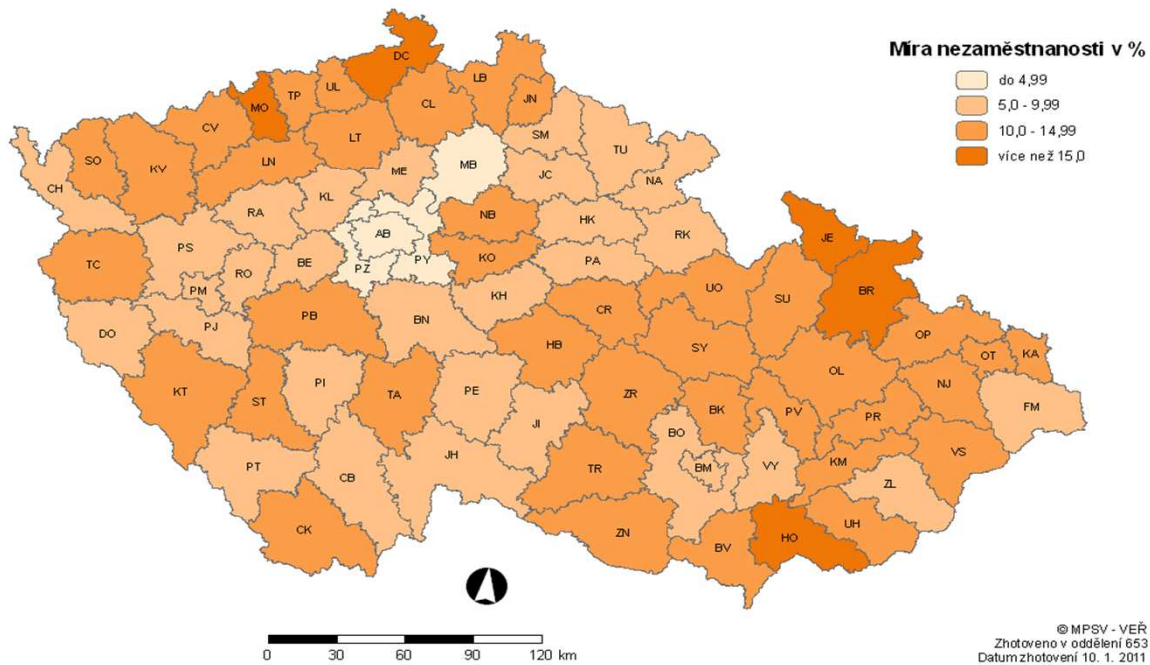 Míra nezaměstnanosti v %
do 4,99
5,0 - 9,99
10,0 - 14,99
více než 15,0
DC
LB
MO
TP
UL
CL
JN
CV
LT
SM
TU
SO
KV
LN
ME
MB
JC
NA
CH
RA
KL
NB
HK
RK
AB
PS
TC
RO
BE
PZ
PY
KO
PA
JE
PM
KH
UO
SU
BR
DO
PJ
PB
BN
CR
HB
SY
OP
OT
KA
KT
ST
PI
TA
PE
ZR
OL
NJ
BK
PV
PR
FM
JI
BO
PT
JH
CB
TR
BM
VY
KM
VS
ZL
CK
ZN
BV
HO
UH
0 30 60 90 120 km
© MPSV - VEŘ
Zhotoveno v oddělení 653
Datum zhotovení 10. 1. 2011